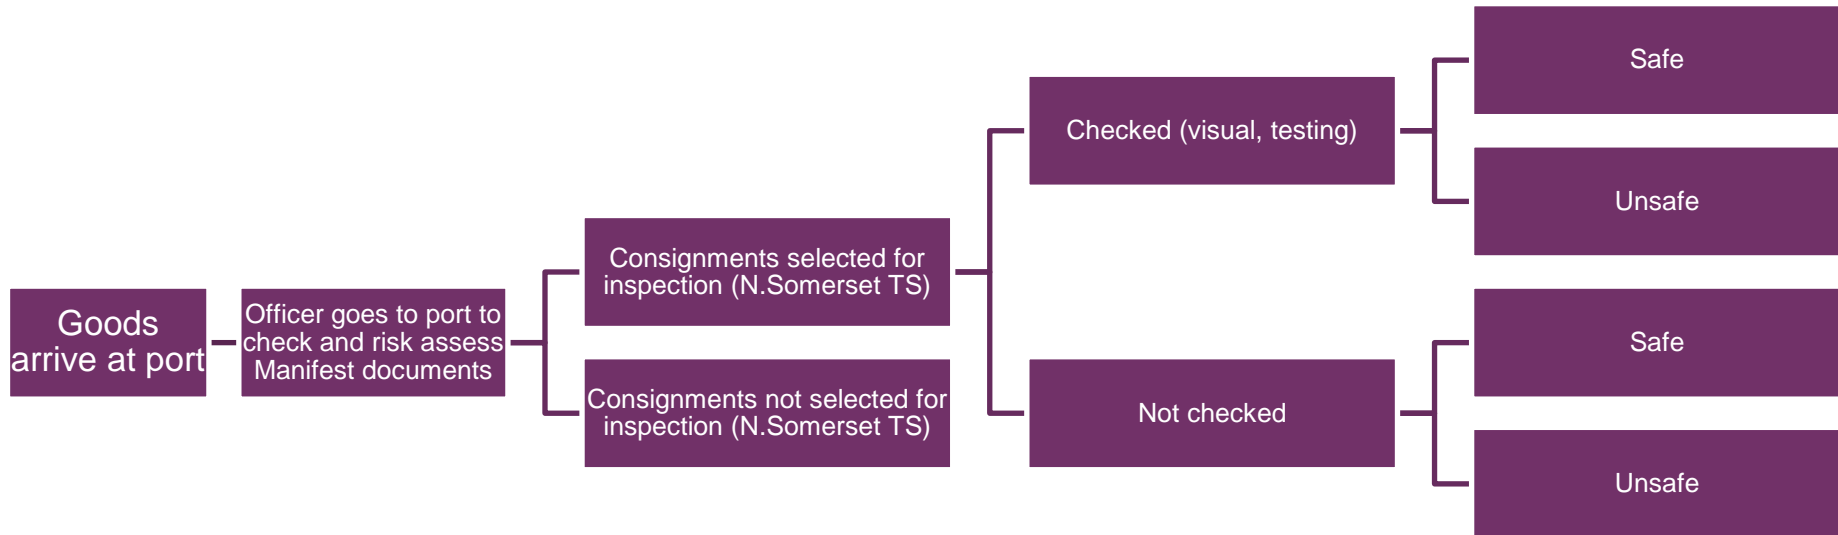 Goods
arrive at port
Officer goes to port to
check and risk assess
Manifest documents
Consignments selected for
inspection (N.Somerset TS)
Consignments not selected for
inspection (N.Somerset TS)
Checked (visual, testing)
Not checked
Safe
Unsafe
Safe
Unsafe